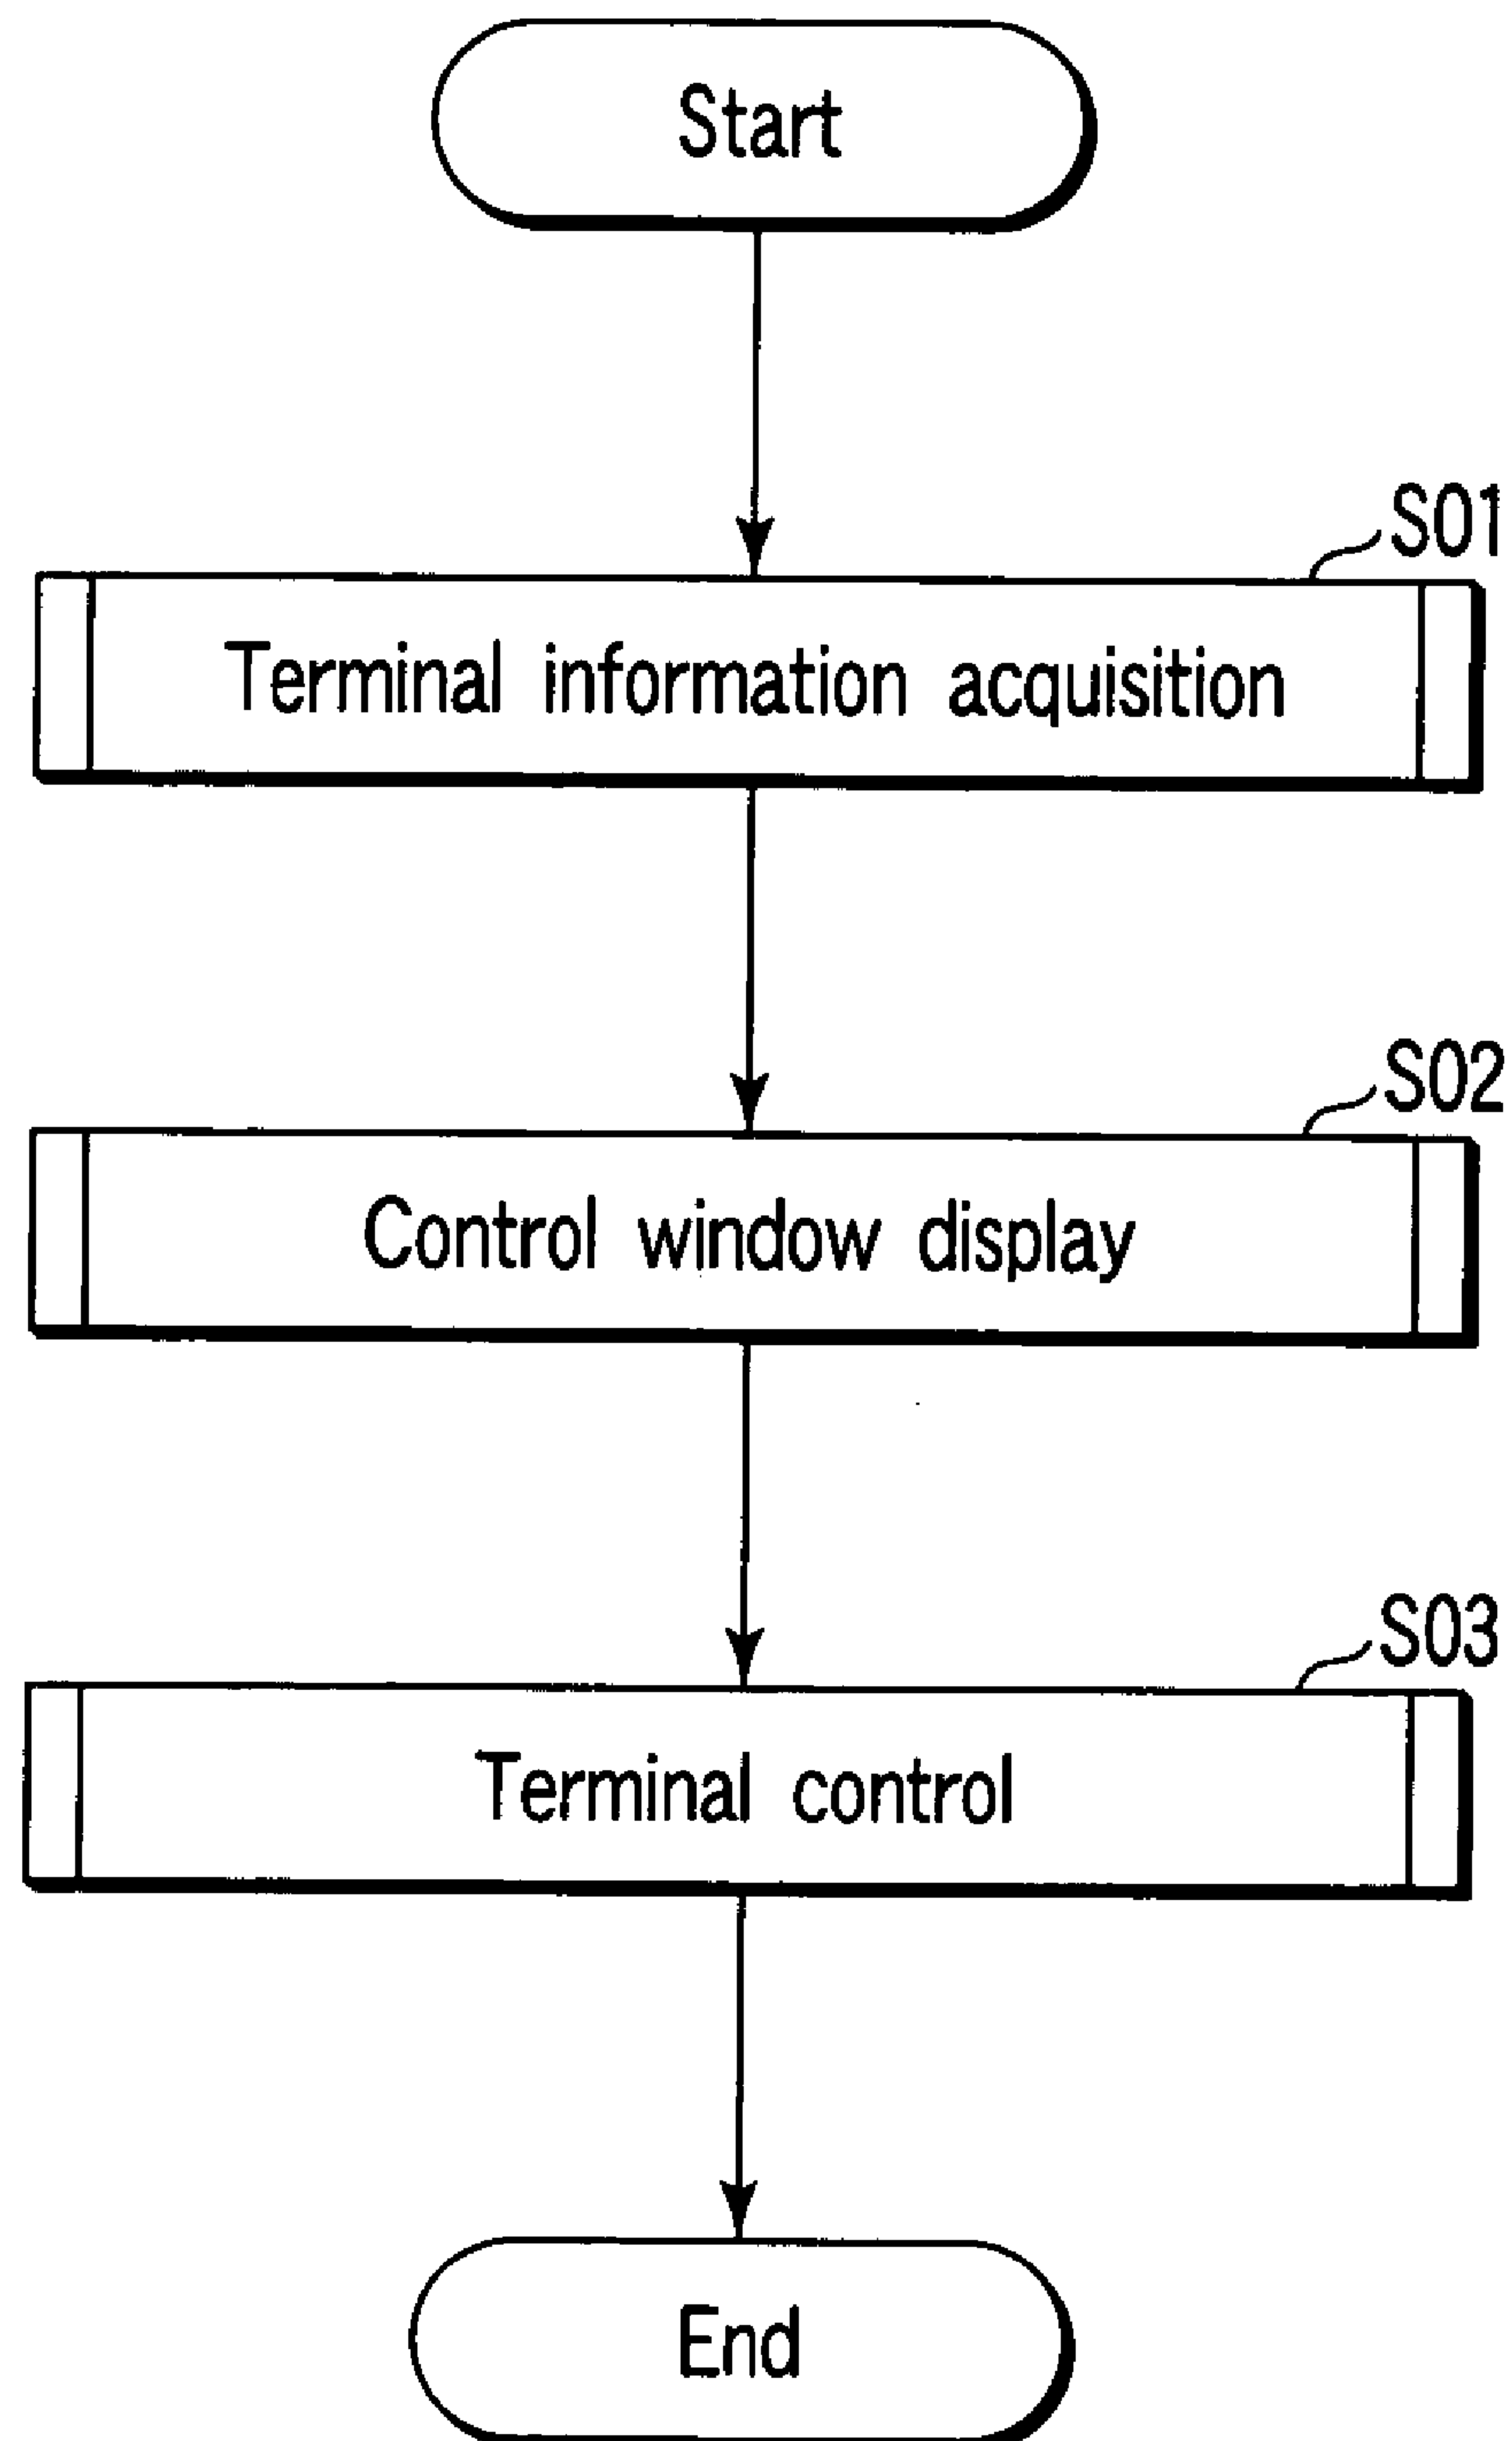 Start
S01
Terminal information acquisition
S02
Control window display
S03
Terminal control
End